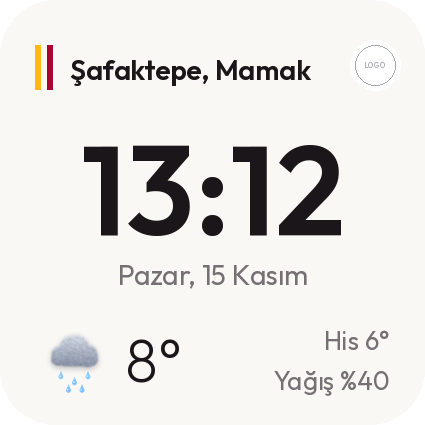 Şafaktepe, Mamak
LOGO
13:12
Pazar, 15 Kasım
8°
His 6°
Yağış %40